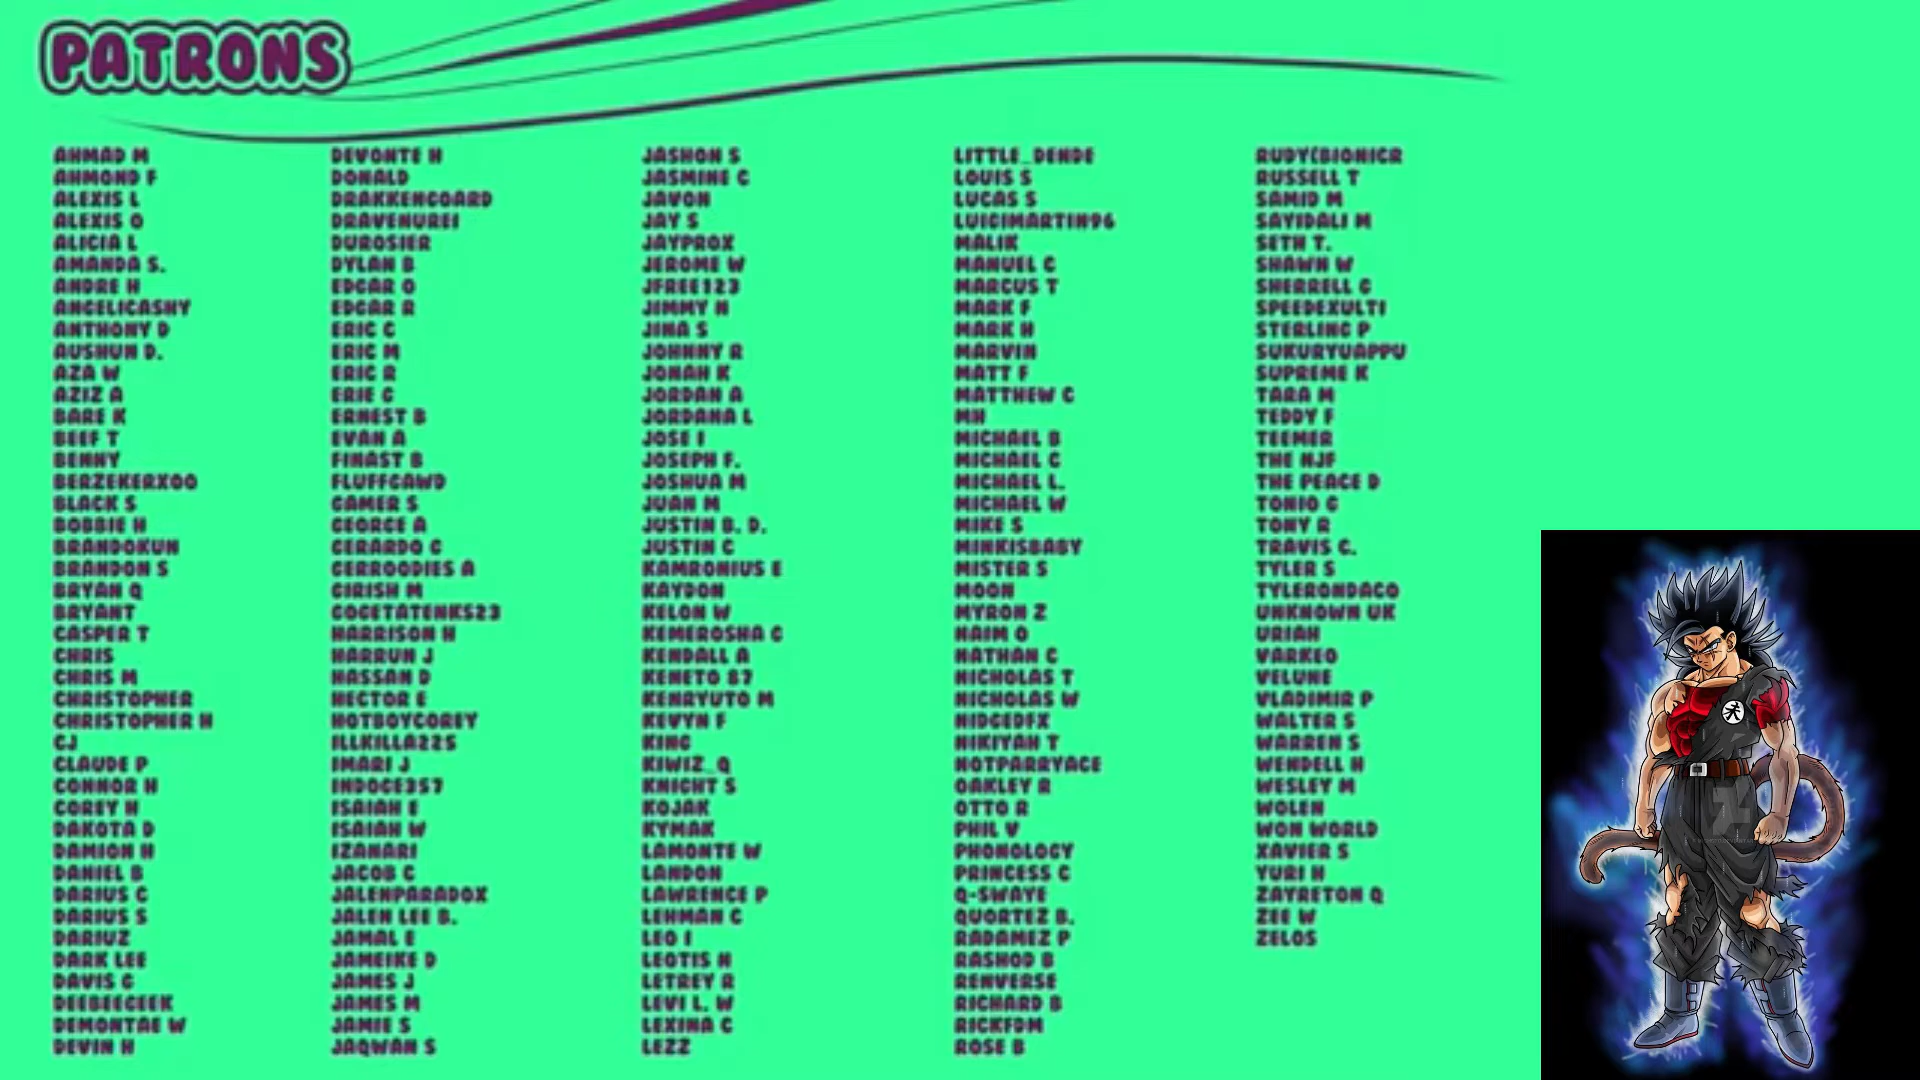 PATRONS
AHMAD M
AHMOND F
ALEXIS L
ALEXIS O
ALICIA L
AMANDA S.
ANDRE H
ANGELICASHY
ANTHONY D
AUSHUN D.
AZA W
AZIZ A
BARE K
BEEF T
BENNY
BERZEKERXOO
BLACK S
BOBBIE H
BRANDOKUN
BRANDON S
BRYAN Q
BRYANT
CASPER T
CHRIS
CHRIS M
CHRISTOPHER
CHRISTOPHER H
CJ
CLAUDE P
CONNOR H
COREY H
DAKOTA D
DAMION H
DANIEL B
DARIUS C
DARIUS S
DARIUZ
DARK LEE
DAVIS G
DEEBEEGEEK
DEMONTAE W
DEVIN H
DEVONTE H
DONALD
DRAKKENGOARD
DRAVENUREI
DUROSIER
DYLAN B
EDGAR O
EDGAR R
ERIC G
ERIC M
ERIC R
ERIE C
ERNEST B
EVAN A
FINAST B
FLUFFGAWD
GAMER S
GEORGE A
GERARDO C
GERROODIES A
GIRISH M
GOGETATENKS23
HARRISON H
HARRUN J
HASSAN D
HECTOR E
HOTBOYCOREY
ILLKILLA225
IMARI J
INDOGE357
ISAIAH E
ISAIAH W
IZANARI
JACOB C
JALENPARADOX
JALEN LEE B.
JAMAL E
JAMEIKE D
JAMES J
JAMES M
JAMIE S
JAQWAN S
JASHON S
JASMINE C
JAVON
JAY S
JAYPROX
JEROME W
JFREE123
JIMMY N
JINA S
JOHNNY R
JONAH K
JORDAN A
JORDANA L
JOSE I
JOSEPH F.
JOSHUA M
JUAN M
JUSTIN B. D.
JUSTIN C
KAMRONIUS E
KAYDON
KELON W
KEMEROSHA G
KENDALL A
KENETO 87
KENRYUTO M
KEVYN F
KING
KIWIZ_Q
KNIGHT S
KOJAK
KYMAK
LAMONTE W
LANDON
LAWRENCE P
LEHMAN C
LEO I
LEOTIS N
LETREY R
LEVI L. W
LEXINA C
LEZZ
LITTLE_DENDE
LOUIS S
LUCAS S
LUIGIMARTIN96
MALIK
MANUEL C
MARCUS T
MARK F
MARK H
MARVIN
MATT F
MATTHEW C
MH
MICHAEL B
MICHAEL C
MICHAEL L.
MICHAEL W
MIKE S
MINKISBABY
MISTER S
MOON
MYRON Z
NAIM O
NATHAN C
NICHOLAS T
NICHOLAS W
NIDGEDFX
NIKIYAH T
NOTPARRYACE
OAKLEY R
OTTO R
PHIL V
PHONOLOGY
PRINCESS C
Q-SWAYE
QUORTEZ B.
RADAMEZ P
RASHOD B
RENVERSE
RICHARD B
RICKFDM
ROSE B
RUDY(BIONICR
RUSSELL T
SAMID M
SAYIDALI M
SETH T.
SHAWN W
SHERRELL G
SPEEDEXULTI
STERLING P
SUKURYUAPPU
SUPREME K
TARA M
TEDDY F
TEEMER
THE NJF
THE PEACE D
TONIO G
TONY R
TRAVIS C.
TYLER S
TYLERONDACO
UNKNOWN UK
URIAH
VARKEO
VELUNE
VLADIMIR P
WALTER S
WARREN S
WENDELL H
WESLEY M
WOLEN
WON WORLD
XAVIER S
YURI H
ZAYRETON Q
ZEE W
ZELOS